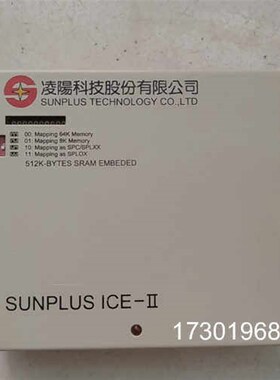 凌陽科技股份有限公司
SUNPLUS TECHNOLOGY CO.,LTD
00, Mapping 64K Memory
01: Mapping 8K Memory
10: Mapping as SPC/SPLXX
11: Mapping as SPLOX
512K-BYTES SRAM EMBEDED
SUNPLUS ICE-II
17301968